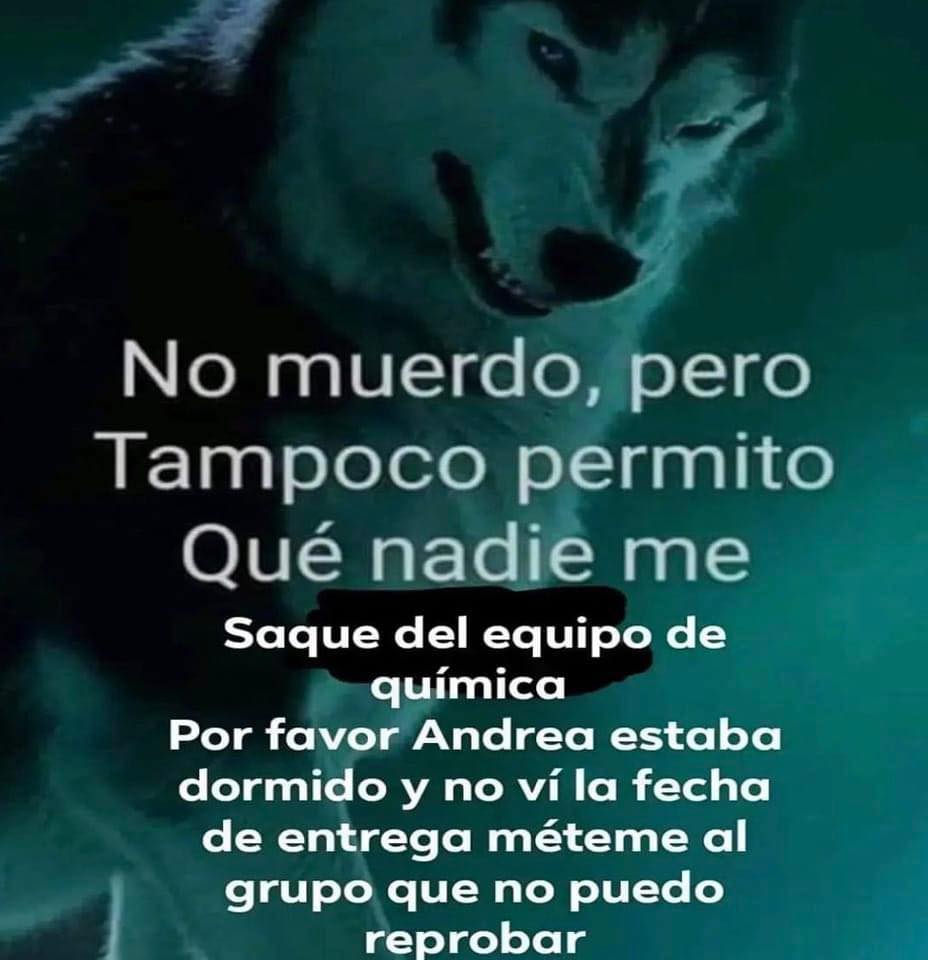 No muerdo, pero
Tampoco permito
Qué nadie me
Saque del equipo de
química
Por favor Andrea estaba
dormido y no ví la fecha
de entrega méteme al
grupo que no puedo
reprobar